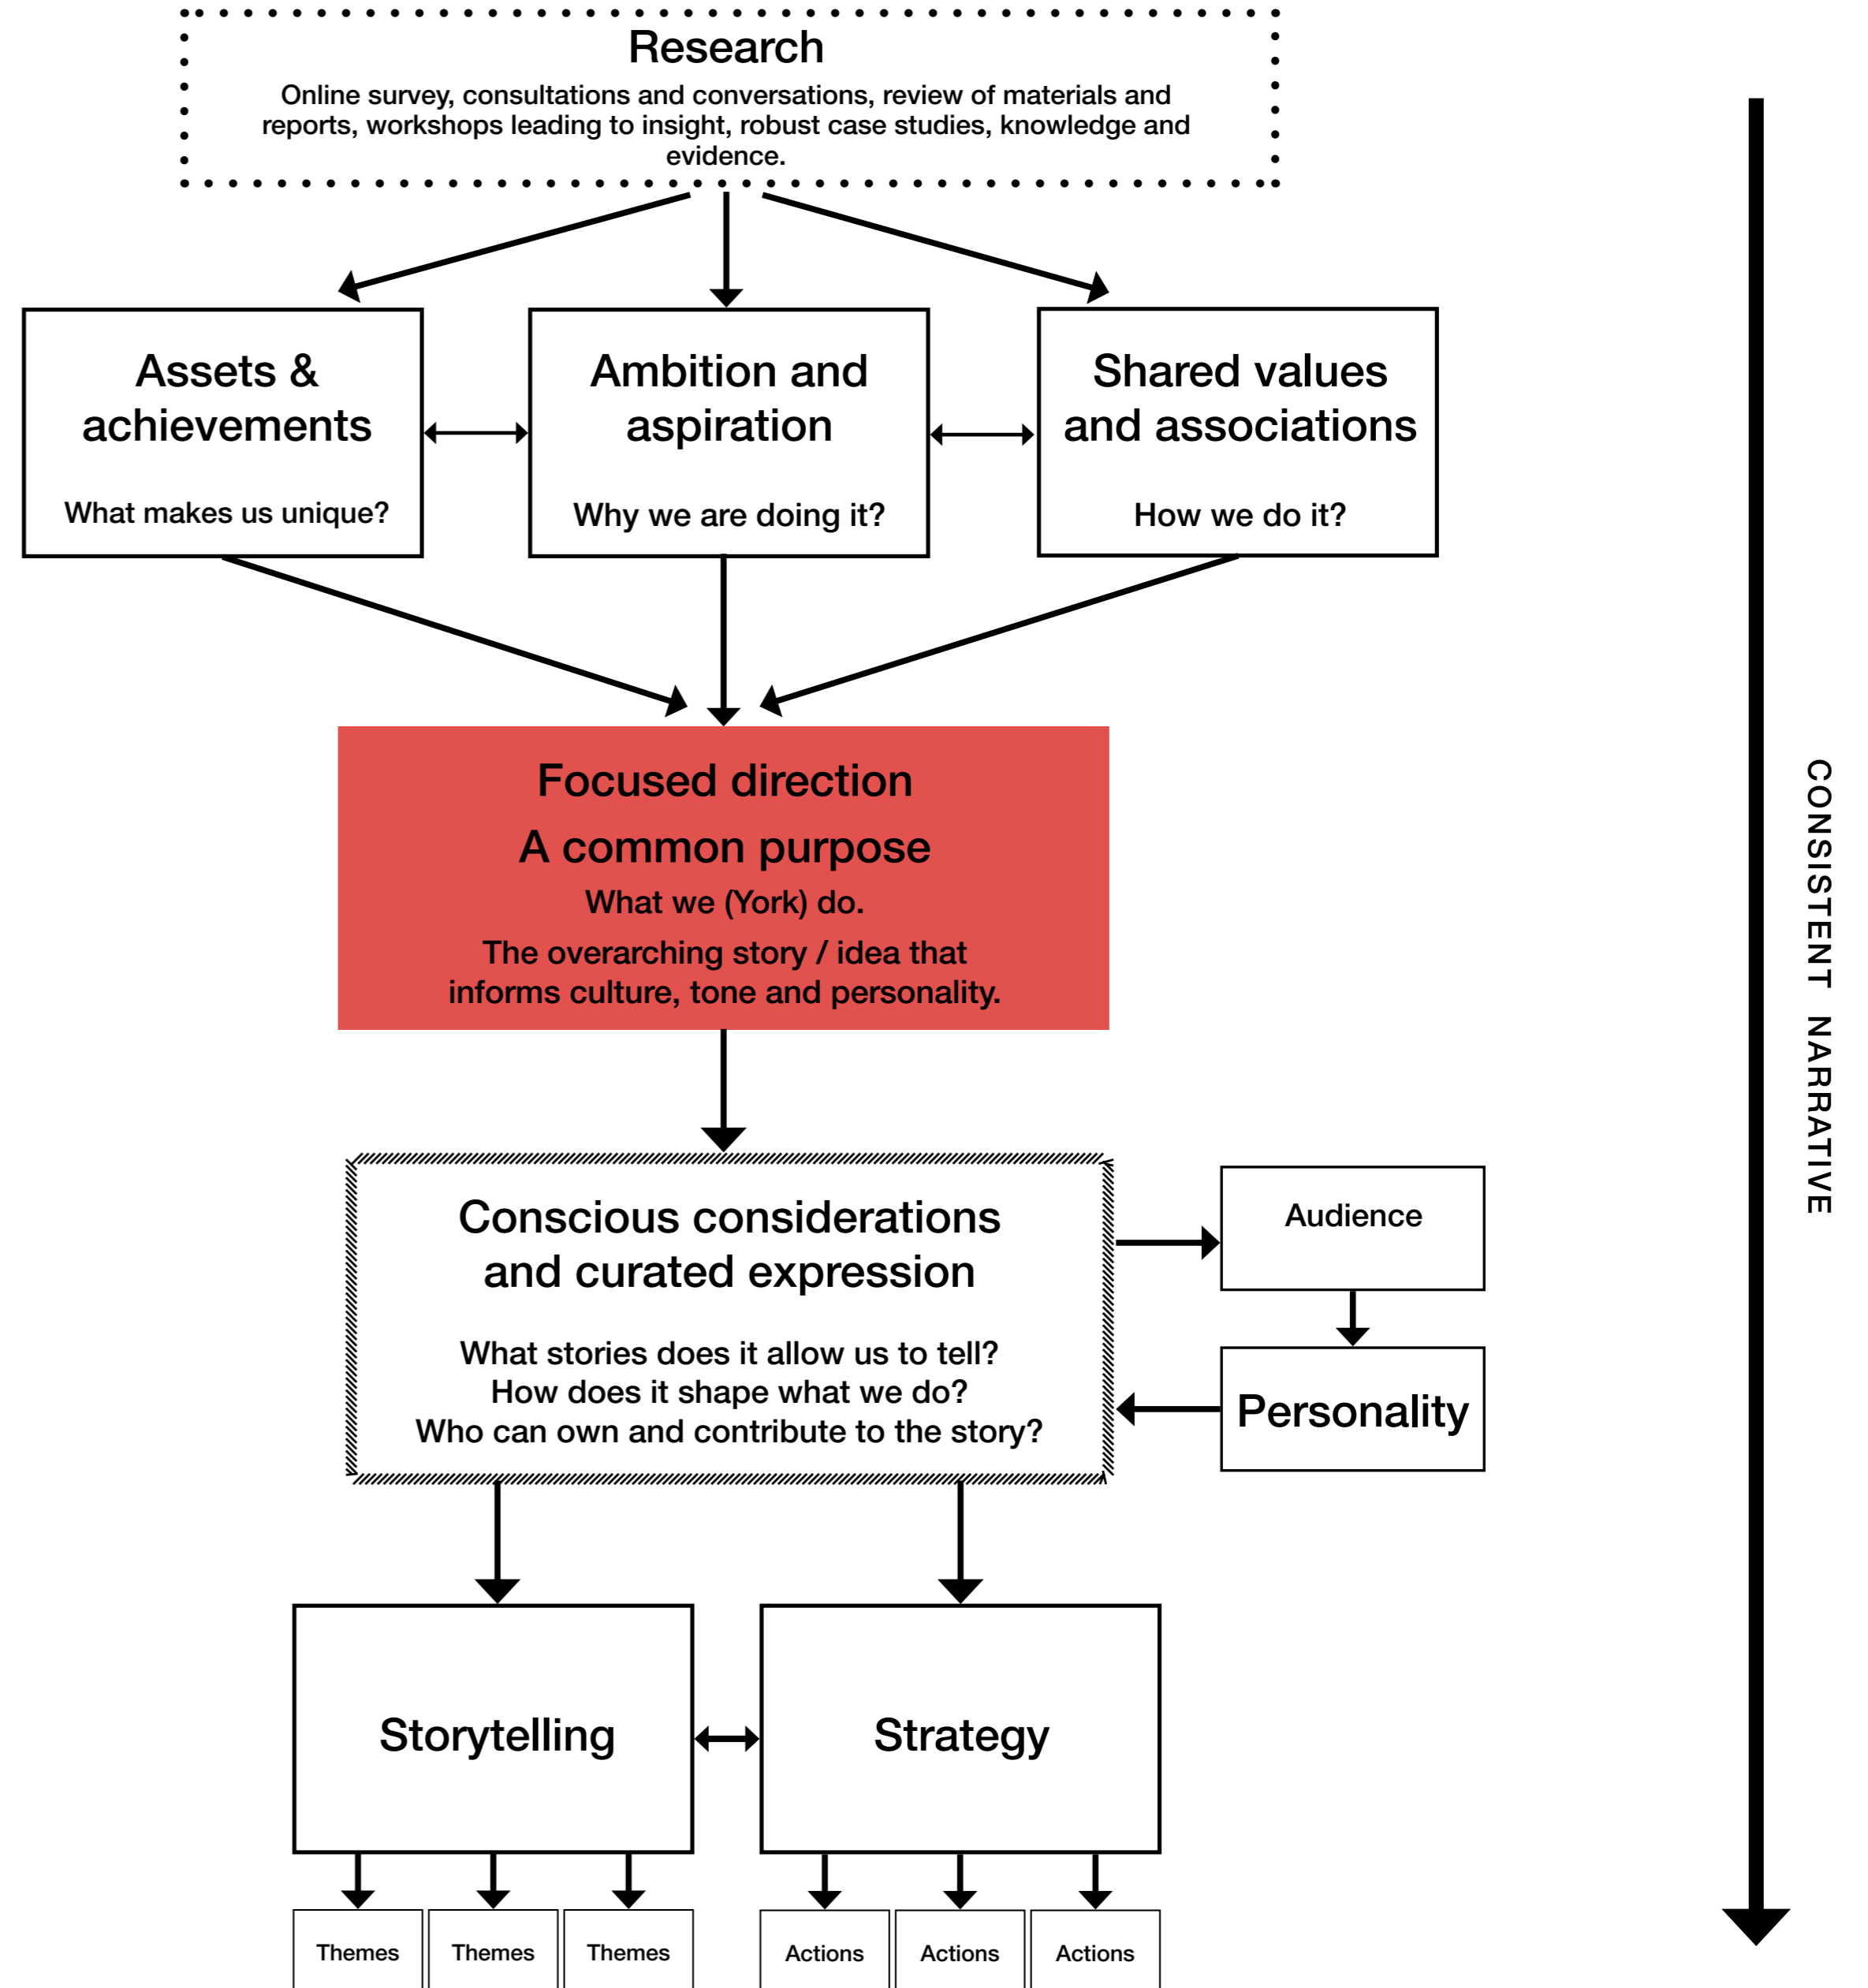 Research
Online survey, consultations and conversations, review of materials and
reports, workshops leading to insight, robust case studies, knowledge and
evidence.
Assets &
achievements
What makes us unique?
Ambition and
aspiration
Why we are doing it?
Shared values
and associations
How we do it?
Focused direction
A common purpose
What we (York) do.
The overarching story / idea that
informs culture, tone and personality.
Conscious considerations
and curated expression
What stories does it allow us to tell?
How does it shape what we do?
Who can own and contribute to the story?
Audience
Personality
Storytelling
Strategy
Themes
Themes
Themes
Actions
Actions
Actions
CONSISTENT NARRATIVE